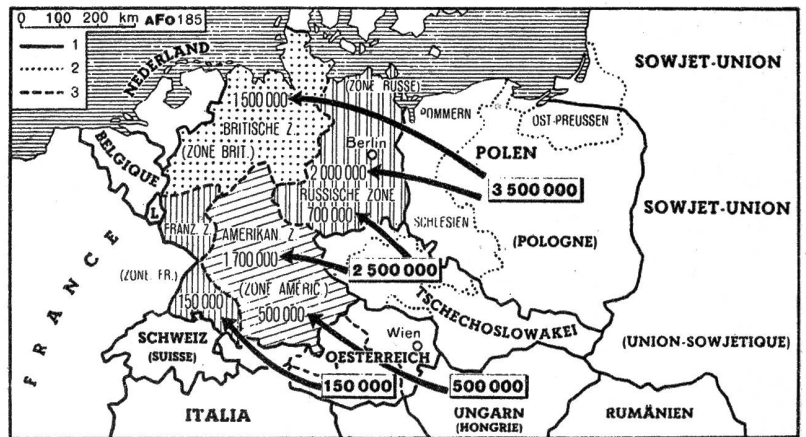 0 100 200 km AFo 185
1
2
3
NEDERLAND
SOWJET-UNION
(ZONE RUSSE)
1 500 000
POMMERN
OST-PREUSSEN
BRITISCHE Z.
(ZONE BRIT.)
Berlin
POLEN
BELGIQUE
2 000 000
3 500 000
RUSSISCHE ZONE
700 000
SOWJET-UNION
L
FRANZ. Z.
AMERIKAN Z.
SCHLESIEN
(POLOGNE)
1 700 000
2 500 000
(ZONE. FR.)
(ZONE AMERIC.)
FRANCE
150 000
500 000
TSCHECHOSLOWAKEI
SCHWEIZ
(SUISSE)
Wien
OESTERREICH
(UNION-SOWJÉTIQUE)
150 000
500 000
ITALIA
UNGARN
(HONGRIE)
RUMÄNIEN